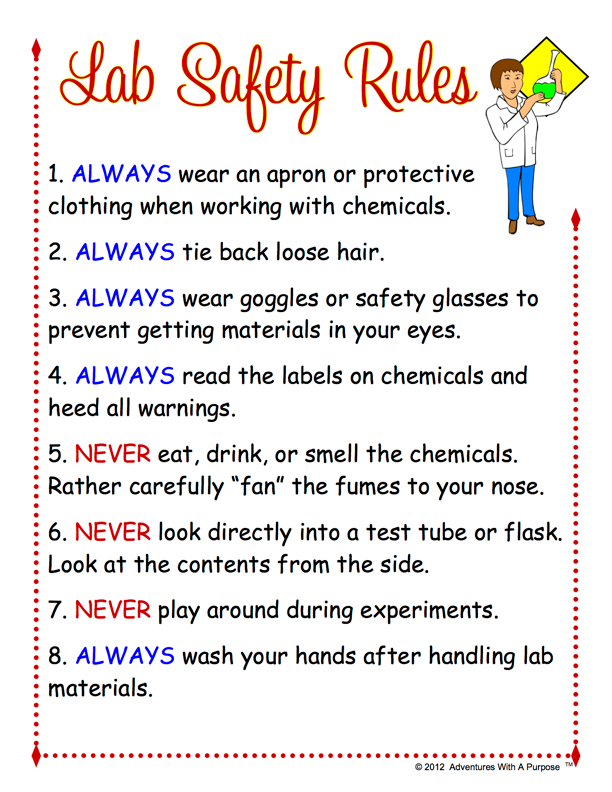 Lab Safety Rules
1. ALWAYS wear an apron or protective
clothing when working with chemicals.
2. ALWAYS tie back loose hair.
3. ALWAYS wear goggles or safety glasses to
prevent getting materials in your eyes.
4. ALWAYS read the labels on chemicals and
heed all warnings.
5. NEVER eat, drink, or smell the chemicals.
Rather carefully “fan” the fumes to your nose.
6. NEVER look directly into a test tube or flask.
Look at the contents from the side.
7. NEVER play around during experiments.
8. ALWAYS wash your hands after handling lab
materials.
© 2012 Adventures With A Purpose ™